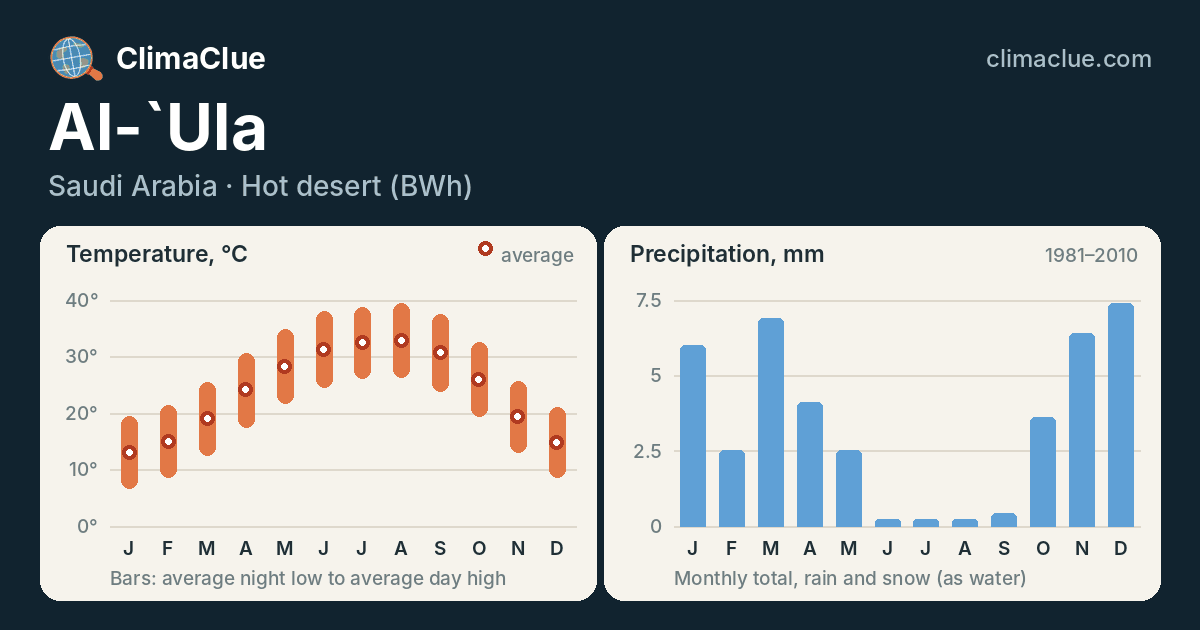 ClimaClue
climaclue.com
Al-`Ula
Saudi Arabia · Hot desert (BWh)
Temperature, °C
average
40°
30°
20°
10°
0°
J F M A M J J A S O N D
Bars: average night low to average day high
Precipitation, mm
1981–2010
7.5
5
2.5
0
J F M A M J J A S O N D
Monthly total, rain and snow (as water)